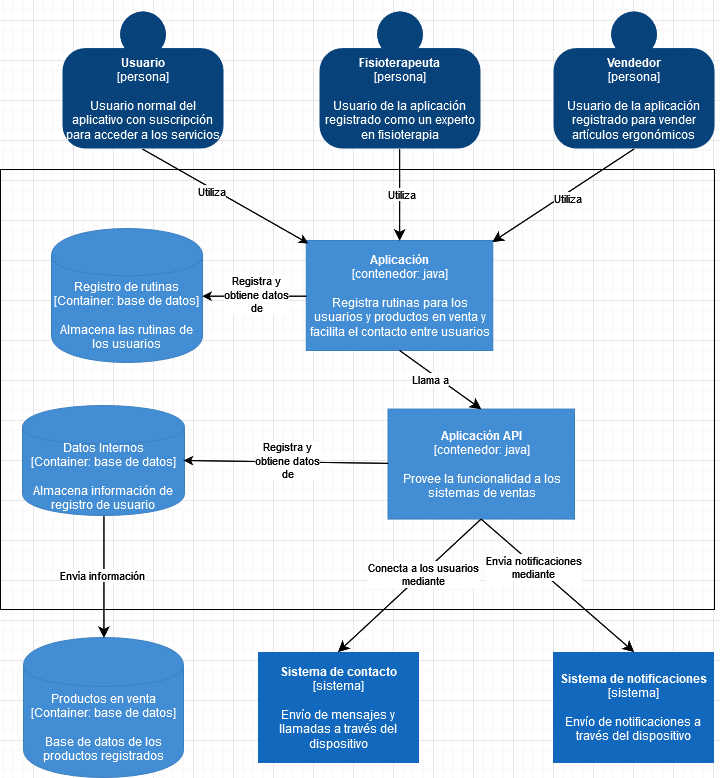 Usuario
[persona]
Usuario normal del
aplicativo con suscripción
para acceder a los servicios
Fisioterapeuta
[persona]
Usuario de la aplicación
registrado como un experto
en fisioterapia
Vendedor
[persona]
Usuario de la aplicación
registrado para vender
artículos ergonómicos
Utiliza
Utiliza
Utiliza
Registro de rutinas
[Container: base de datos]
Almacena las rutinas de
los usuarios
Registra y
obtiene datos
de
Aplicación
[contenedor: java]
Registra rutinas para los
usuarios y productos en venta y
facilita el contacto entre usuarios
Llama a
Datos Internos
[Container: base de datos]
Almacena información de
registro de usuario
Registra y
obtiene datos
de
Aplicación API
[contenedor: java]
Provee la funcionalidad a los
sistemas de ventas
Envía información
Conecta a los usuarios
mediante
Envía notificaciones
mediante
Productos en venta
[Container: base de datos]
Base de datos de los
productos registrados
Sistema de contacto
[sistema]
Envío de mensajes y
llamadas a través del
dispositivo
Sistema de notificaciones
[sistema]
Envío de notificaciones a
través del dispositivo